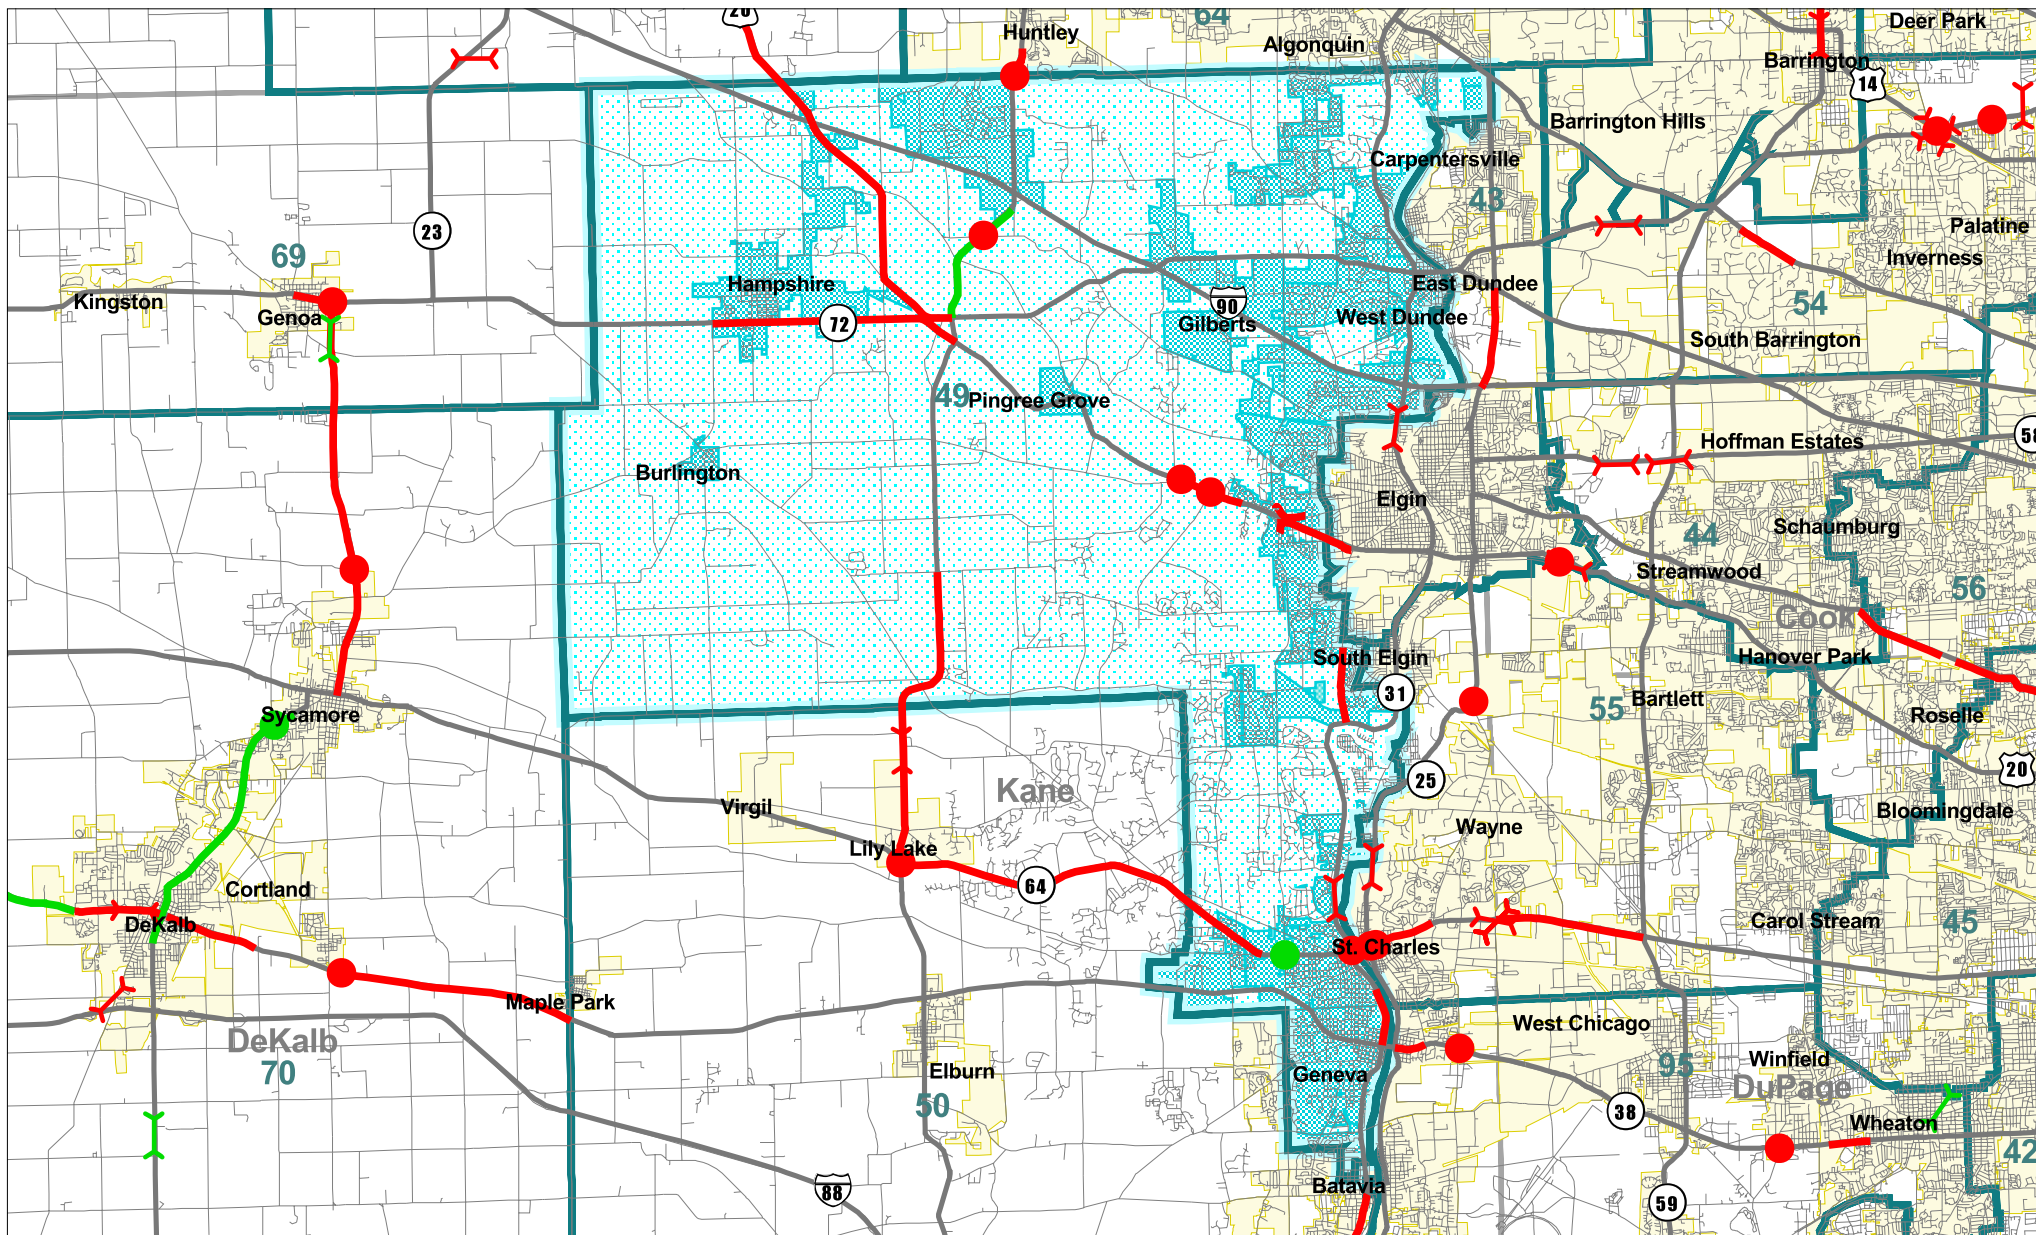 20
64
Deer Park
Huntley
Algonquin
Barrington
14
Barrington Hills
Carpentersville
43
Palatine
23
69
Inverness
Hampshire
East Dundee
Kingston
90
54
Genoa
72
Gilberts
West Dundee
South Barrington
49
Pingree Grove
58
Hoffman Estates
Burlington
Elgin
Schaumburg
44
Streamwood
56
Cook
South Elgin
Hanover Park
31
Bartlett
55
Sycamore
Roselle
20
25
Kane
Virgil
Bloomingdale
Wayne
Lily Lake
64
Cortland
DeKalb
Carol Stream
45
St. Charles
Maple Park
West Chicago
DeKalb
70
Winfield
95
DuPage
Elburn
Geneva
50
38
Wheaton
42
Batavia
88
59